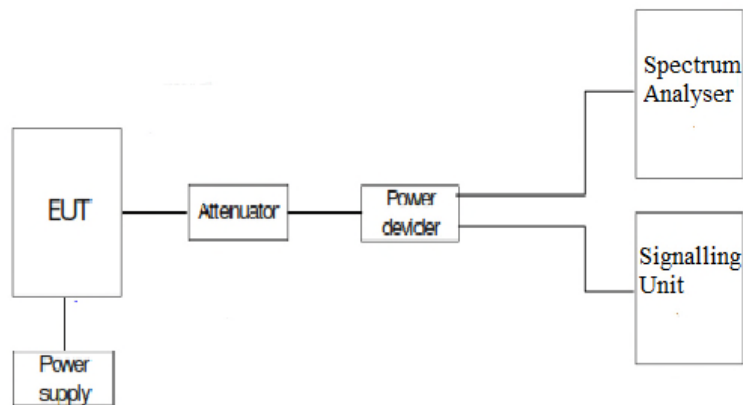 Spectrum
Analyser
EUT
Attenuator
Power
devider
Signalling
Unit
Power
supply